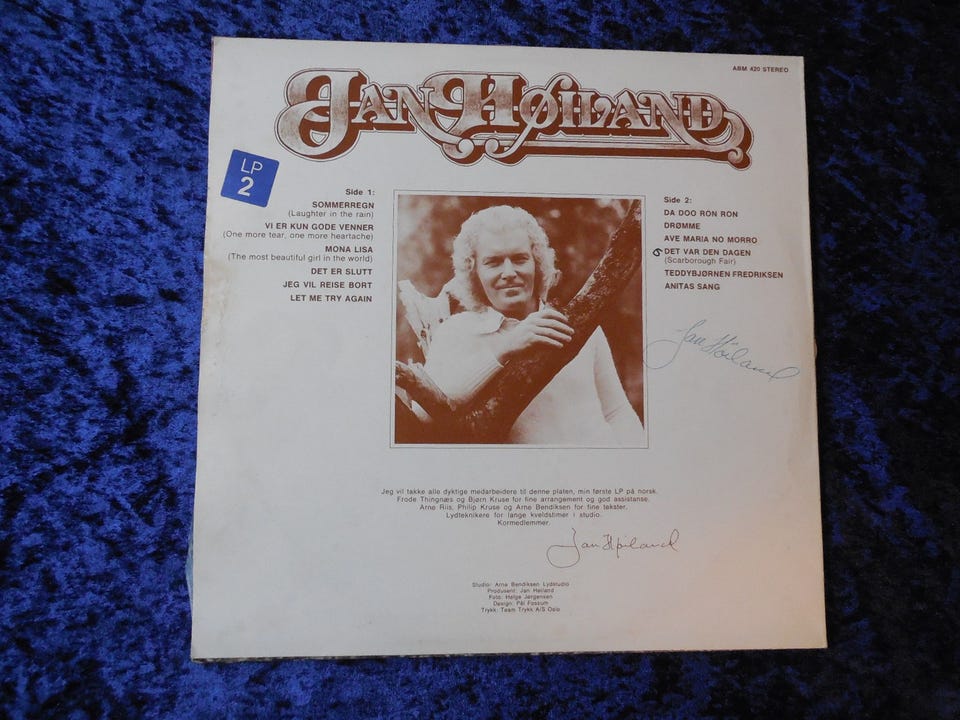 ABM 420 STEREO
JAN HØILAND
LP
2
Side 1:
SOMMERREGN
(Laughter in the rain)
VI ER KUN GODE VENNER
(One more tear, one more heartache)
MONA LISA
(The most beautiful girl in the world)
DET ER SLUTT
JEG VIL REISE BORT
LET ME TRY AGAIN
Side 2:
DA DOO RON RON
DRØMME
AVE MARIA NO MORRO
DET VAR DEN DAGEN
(Scarborough Fair)
TEDDYBJØRNEN FREDRIKSEN
ANITAS SANG
Jan Høiland
Jeg vil takke alle dyktige medarbeidere til denne platen, min første LP på norsk.
Frode Thingnæs og Bjørn Kruse for fine arrangement og god assistanse.
Arne Riis, Philip Kruse og Arne Bendiksen for fine tekster.
Lydteknikere for lange kveldstimer i studio.
Kormedlemmer.
Jan Høiland
Studio: Arne Bendiksen Lydstudio
Produsent: Jan Høiland
Foto: Helge Jørgensen
Design: Pål Fossum
Trykk: Team Trykk A/S Oslo